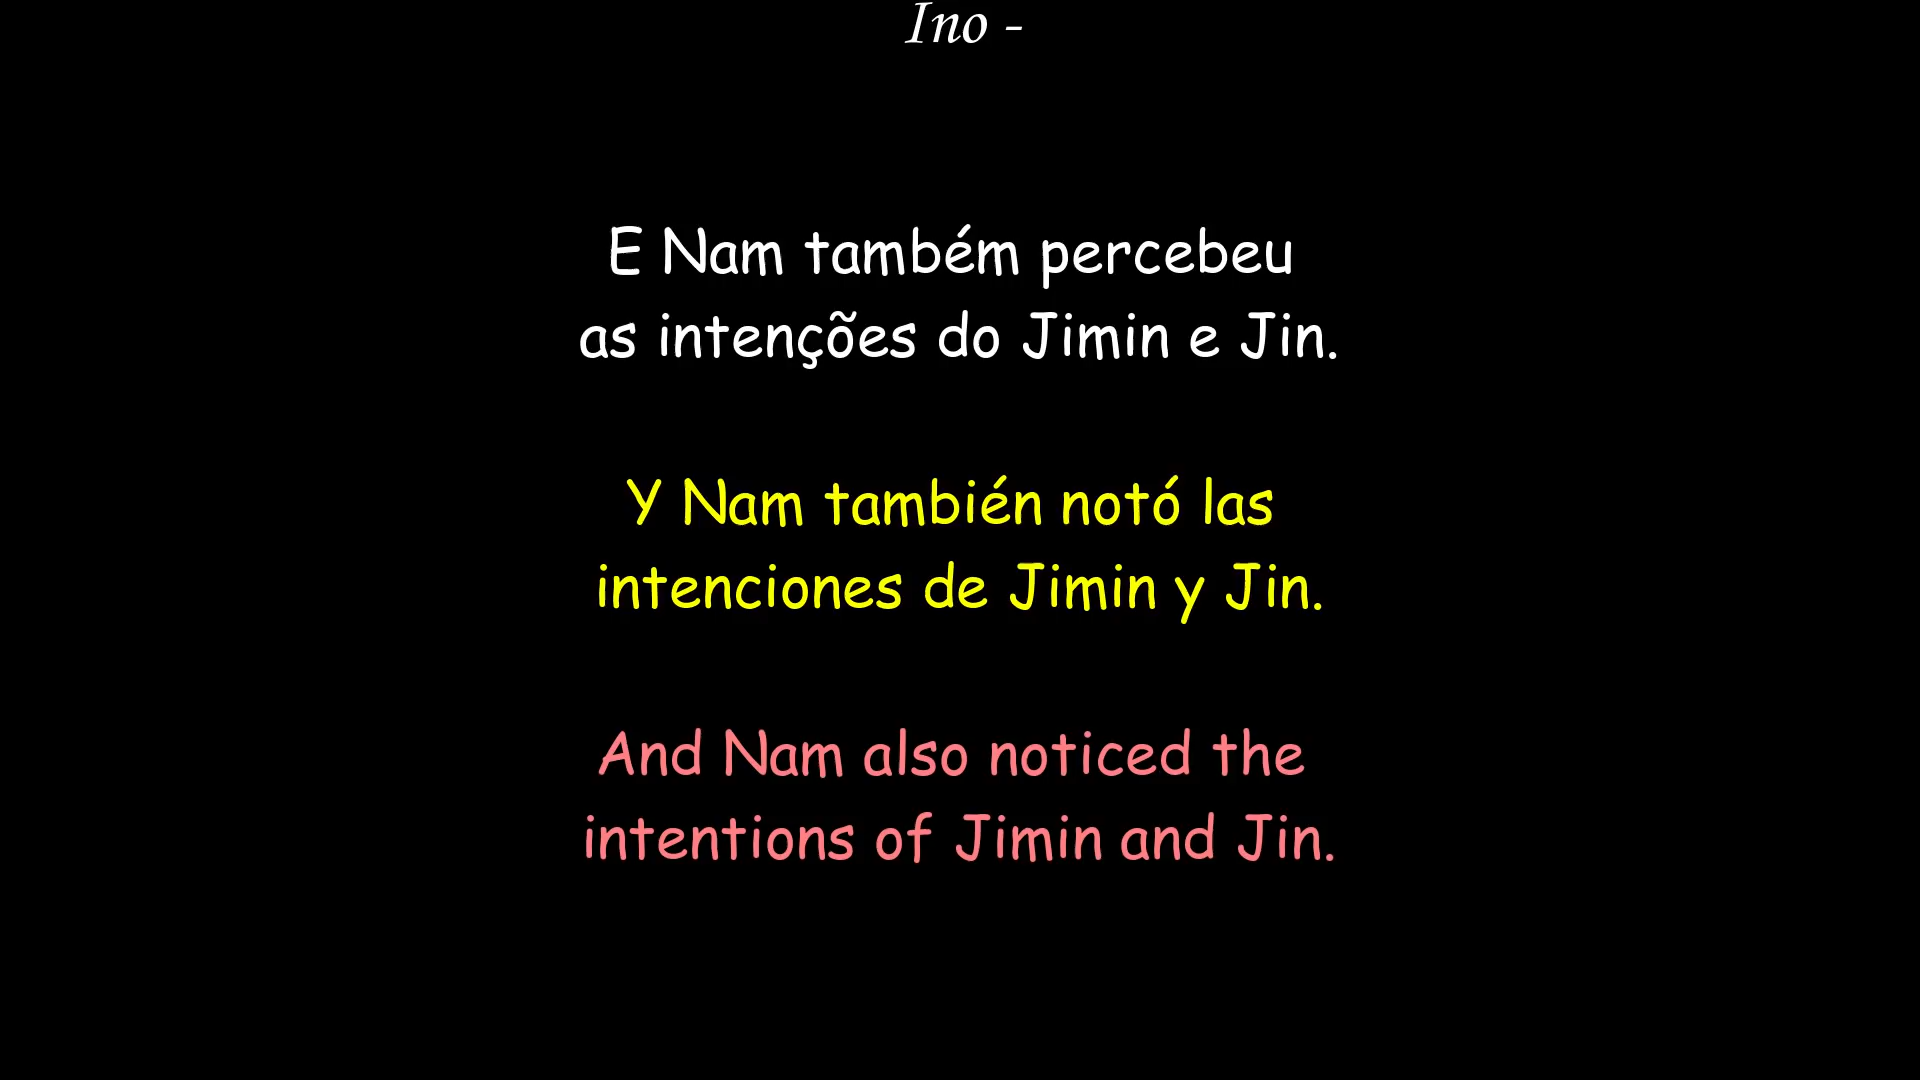 Ino -
E Nam também percebeu
as intenções do Jimin e Jin.
Y Nam también notó las
intenciones de Jimin y Jin.
And Nam also noticed the
intentions of Jimin and Jin.